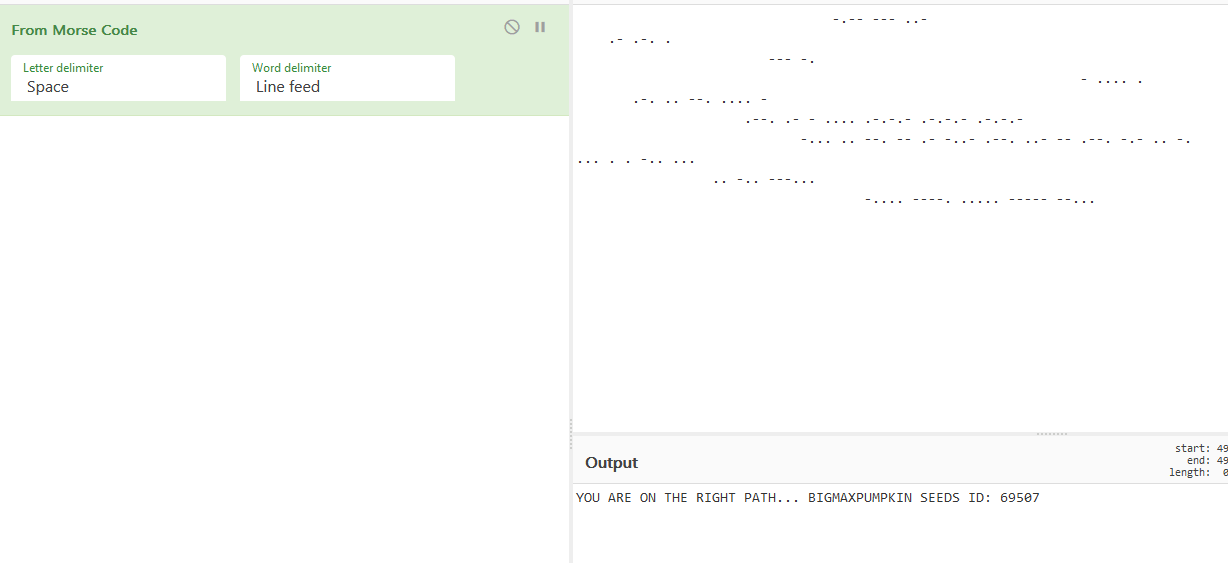 From Morse Code
Letter delimiter
Space
Word delimiter
Line feed
-.-- --- ..-
.- .-. .
--- -.
- .... .
.-. .. --. .... -
.--. .- - .... .-.-.- .-.-.- .-.-.-
-... .. --. -- .- -..- .--. ..- -- .--. -.- .. -.
... . . -.. ...
.. -.. ---...
-.... ----. ..... ----- --...
Output
start: 49
end: 49
length: 0
YOU ARE ON THE RIGHT PATH... BIGMAXPUMPKIN SEEDS ID: 69507